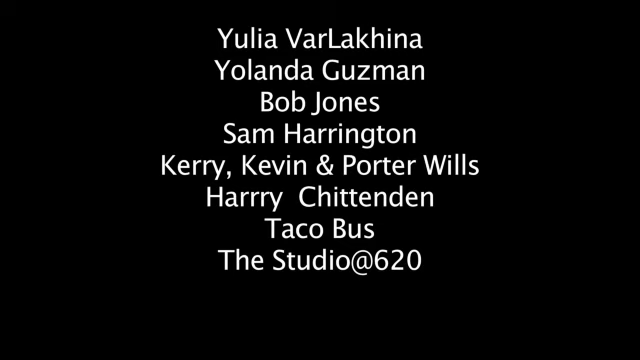 Yulia VarLakhina
Yolanda Guzman
Bob Jones
Sam Harrington
Kerry, Kevin & Porter Wills
Harrry  Chittenden
Taco Bus
The Studio@620